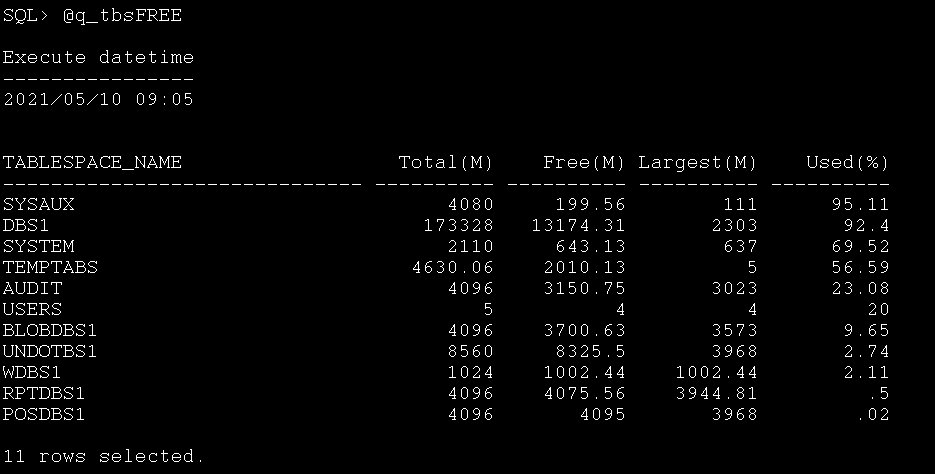 SQL> @q_tbsFREE
Execute datetime
----------------
2021/05/10 09:05
TABLESPACE_NAME                  Total(M)    Free(M) Largest(M)    Used(%)
------------------------------ ---------- ---------- ---------- ----------
SYSAUX                               4080     199.56        111      95.11
DBS1                               173328   13174.31       2303       92.4
SYSTEM                               2110     643.13        637      69.52
TEMPTABS                          4630.06    2010.13          5      56.59
AUDIT                                4096    3150.75       3023      23.08
USERS                                   5          4          4         20
BLOBDBS1                             4096    3700.63       3573       9.65
UNDOTBS1                             8560     8325.5       3968       2.74
WDBS1                                1024    1002.44    1002.44       2.11
RPTDBS1                              4096    4075.56    3944.81         .5
POSDBS1                              4096       4095       3968        .02
11 rows selected.